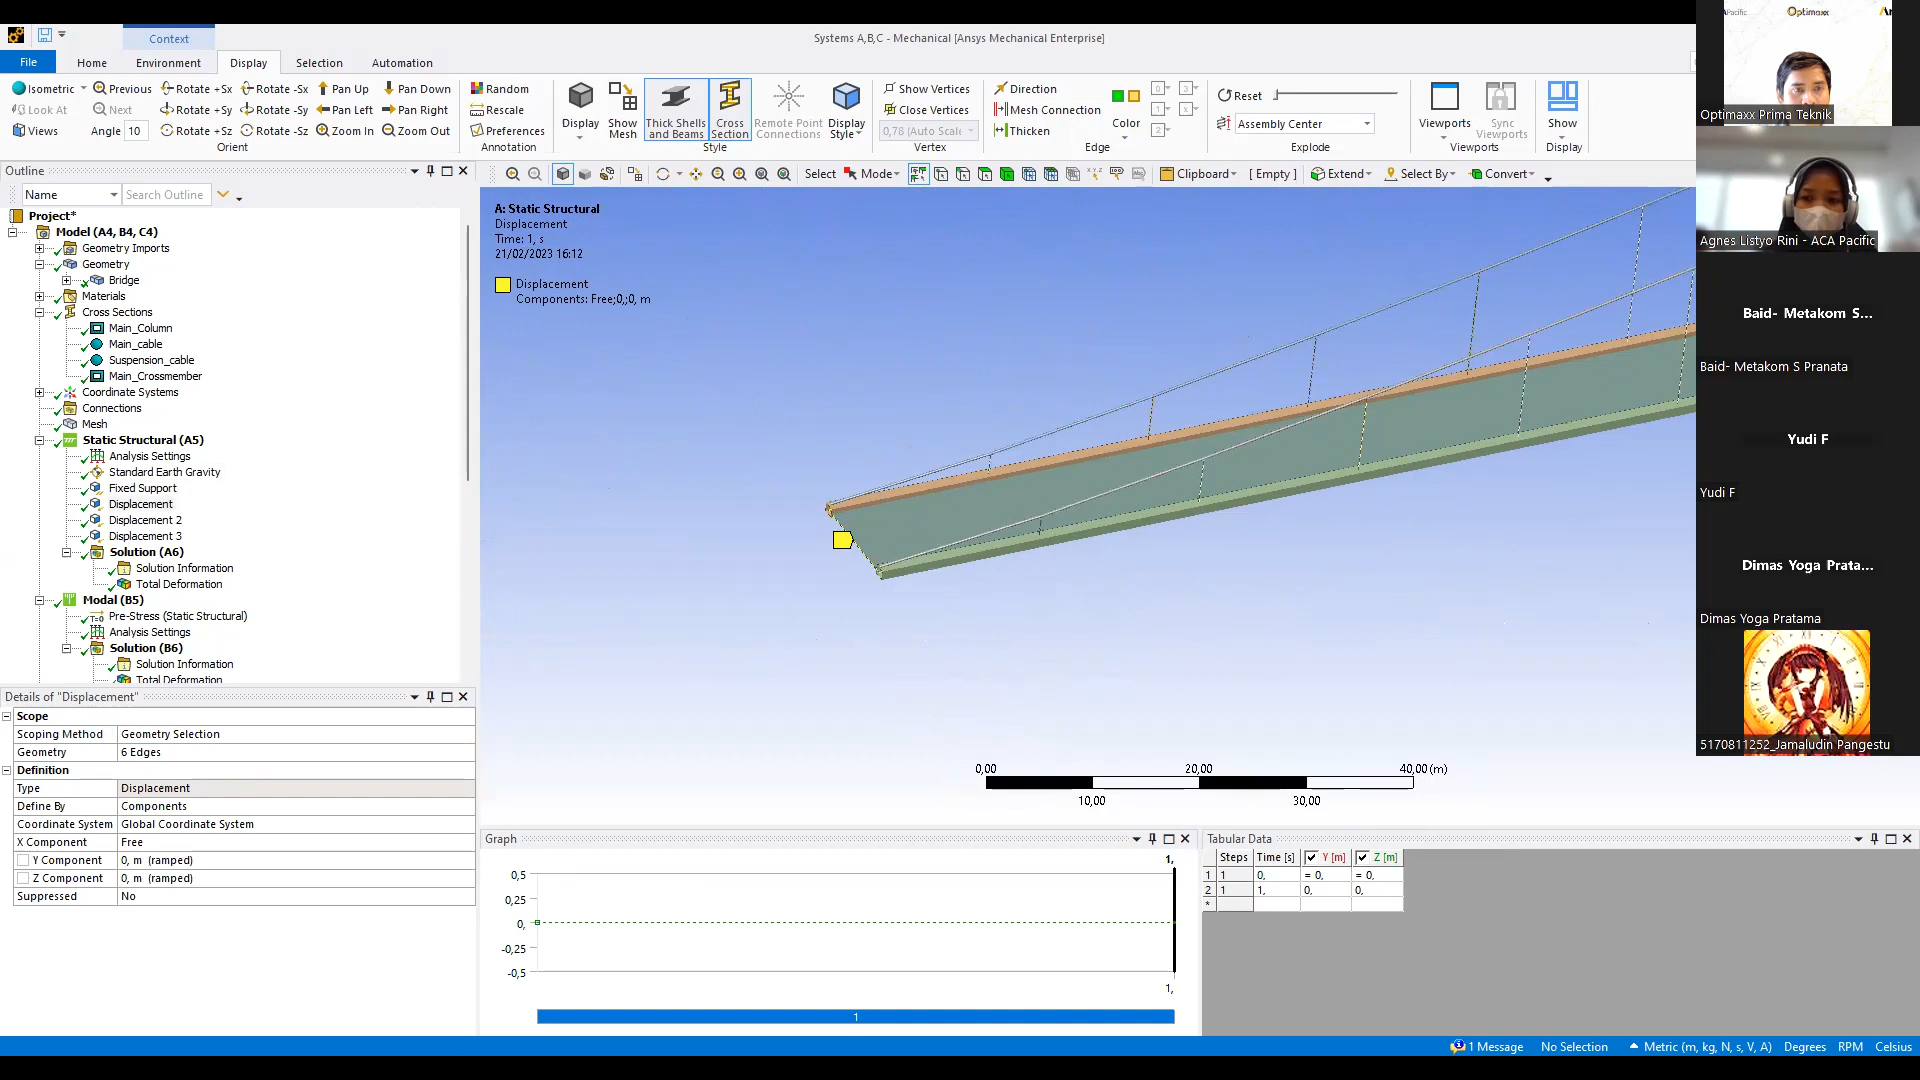 Context
Systems A,B,C - Mechanical [Ansys Mechanical Enterprise]
File Home Environment Display Selection Automation
Isometric Previous Rotate +Sx Rotate -Sx Pan Up Pan Down
Look At Next Rotate +Sy Rotate -Sy Pan Left Pan Right
Views Angle 10 Rotate +Sz Rotate -Sz Zoom In Zoom Out
Orient
Random
Rescale
Preferences
Annotation
Display
Show Mesh
Thick Shells and Beams
Cross Section
Remote Point Connections
Display Style
Style
Show Vertices
Close Vertices
0,78 (Auto Scale
Vertex
Direction
Mesh Connection
Thicken
Color
Edge
Reset
Assembly Center
Explode
Viewports
Sync Viewports
Viewports
Show
Display
Outline
Name Search Outline
Select Mode Clipboard [ Empty ] Extend Select By Convert
Project*
Model (A4, B4, C4)
Geometry Imports
Geometry
Bridge
Materials
Cross Sections
Main_Column
Main_cable
Suspension_cable
Main_Crossmember
Coordinate Systems
Connections
Mesh
Static Structural (A5)
Analysis Settings
Standard Earth Gravity
Fixed Support
Displacement
Displacement 2
Displacement 3
Solution (A6)
Solution Information
Total Deformation
Modal (B5)
Pre-Stress (Static Structural)
Analysis Settings
Solution (B6)
Solution Information
Total Deformation
A: Static Structural
Displacement
Time: 1, s
21/02/2023 16:12
Displacement
Components: Free;0,;0, m
0,00 20,00 40,00 (m)
10,00 30,00
Details of "Displacement"
Scope
Scoping Method Geometry Selection
Geometry 6 Edges
Definition
Type Displacement
Define By Components
Coordinate System Global Coordinate System
X Component Free
Y Component 0, m (ramped)
Z Component 0, m (ramped)
Suppressed No
Graph
1,
0,5
0,25
0,
-0,25
-0,5
1,
1
Tabular Data
Steps Time [s] Y [m] Z [m]
1 1 0, = 0, = 0,
2 1 1, 0, 0,
*
1 Message No Selection Metric (m, kg, N, s, V, A) Degrees RPM Celsius
Optimaxx
Optimaxx Prima Teknik
Agnes Listyo Rini - ACA Pacific
Baid- Metakom S...
Baid- Metakom S Pranata
Yudi F
Yudi F
Dimas Yoga Prata...
Dimas Yoga Pratama
5170811252_Jamaludin Pangestu